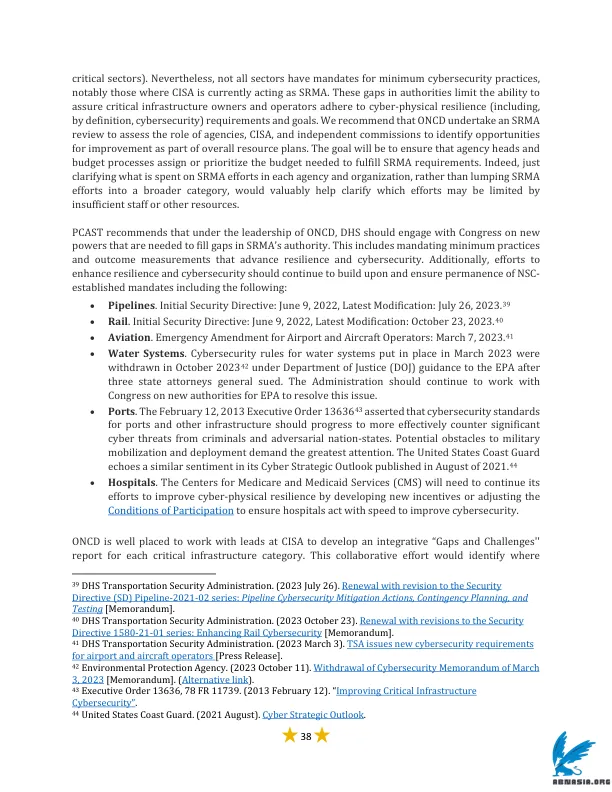 critical sectors). Nevertheless, not all sectors have mandates for minimum cybersecurity practices,
notably those where CISA is currently acting as SRMA. These gaps in authorities limit the ability to
assure critical infrastructure owners and operators adhere to cyber-physical resilience (including,
by definition, cybersecurity) requirements and goals. We recommend that ONCD undertake an SRMA
review to assess the role of agencies, CISA, and independent commissions to identify opportunities
for improvement as part of overall resource plans. The goal will be to ensure that agency heads and
budget processes assign or prioritize the budget needed to fulfill SRMA requirements. Indeed, just
clarifying what is spent on SRMA efforts in each agency and organization, rather than lumping SRMA
efforts into a broader category, would valuably help clarify which efforts may be limited by
insufficient staff or other resources.
PCAST recommends that under the leadership of ONCD, DHS should engage with Congress on new
powers that are needed to fill gaps in SRMA's authority. This includes mandating minimum practices
and outcome measurements that advance resilience and cybersecurity. Additionally, efforts to
enhance resilience and cybersecurity should continue to build upon and ensure permanence of NSC-
established mandates including the following:
• Pipelines. Initial Security Directive: June 9, 2022, Latest Modification: July 26, 2023.39
• Rail. Initial Security Directive: June 9, 2022, Latest Modification: October 23, 2023.40
• Aviation. Emergency Amendment for Airport and Aircraft Operators: March 7, 2023.41
• Water Systems. Cybersecurity rules for water systems put in place in March 2023 were
withdrawn in October 202342 under Department of Justice (DOJ) guidance to the EPA after
three state attorneys general sued. The Administration should continue to work with
Congress on new authorities for EPA to resolve this issue.
• Ports. The February 12, 2013 Executive Order 1363643 asserted that cybersecurity standards
for ports and other infrastructure should progress to more effectively counter significant
cyber threats from criminals and adversarial nation-states. Potential obstacles to military
mobilization and deployment demand the greatest attention. The United States Coast Guard
echoes a similar sentiment in its Cyber Strategic Outlook published in August of 2021.44
• Hospitals. The Centers for Medicare and Medicaid Services (CMS) will need to continue its
efforts to improve cyber-physical resilience by developing new incentives or adjusting the
Conditions of Participation to ensure hospitals act with speed to improve cybersecurity.
ONCD is well placed to work with leads at CISA to develop an integrative “Gaps and Challenges''
report for each critical infrastructure category. This collaborative effort would identify where
39 DHS Transportation Security Administration. (2023 July 26). Renewal with revision to the Security
Directive (SD) Pipeline-2021-02 series: Pipeline Cybersecurity Mitigation Actions, Contingency Planning, and
Testing [Memorandum].
40 DHS Transportation Security Administration. (2023 October 23). Renewal with revisions to the Security
Directive 1580-21-01 series: Enhancing Rail Cybersecurity [Memorandum].
41 DHS Transportation Security Administration. (2023 March 3). TSA issues new cybersecurity requirements
for airport and aircraft operators [Press Release].
42 Environmental Protection Agency. (2023 October 11). Withdrawal of Cybersecurity Memorandum of March
3, 2023 [Memorandum]. (Alternative link).
43 Executive Order 13636, 78 FR 11739. (2013 February 12). “Improving Critical Infrastructure
Cybersecurity”.
44 United States Coast Guard. (2021 August). Cyber Strategic Outlook.
38
ABNASIA.ORG